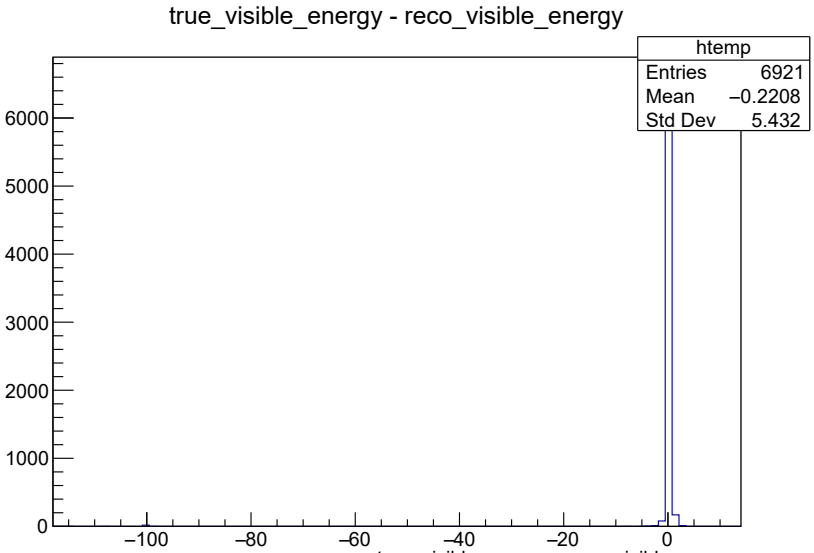 true_visible_energy - reco_visible_energy
htemp
Entries 6921
Mean −0.2208
Std Dev 5.432
6000
5000
4000
3000
2000
1000
0
−100 −80 −60 −40 −20 0